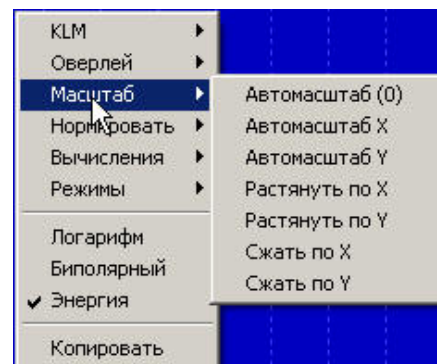 KLM
Оверлей
Масштаб
Нормировать
Вычисления
Режимы
Логарифм
Биполярный
Энергия
Копировать
Автомасштаб (0)
Автомасштаб X
Автомасштаб Y
Растянуть по X
Растянуть по Y
Сжать по X
Сжать по Y